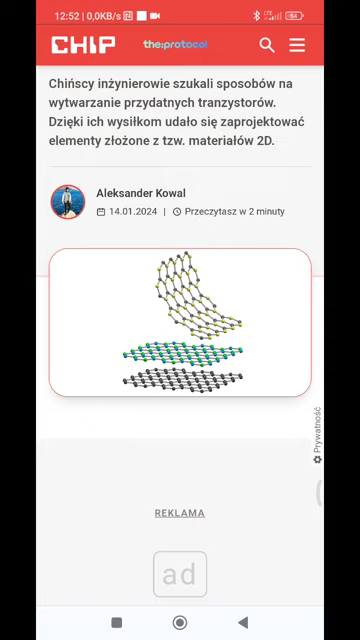 12:52 | 0,0KB/s
CHIP
the:protocol
Chińscy inżynierowie szukali sposobów na
wytwarzanie przydatnych tranzystorów.
Dzięki ich wysiłkom udało się zaprojektować
elementy złożone z tzw. materiałów 2D.
Aleksander Kowal
14.01.2024 | Przeczytasz w 2 minuty
Prywatność
REKLAMA
ad